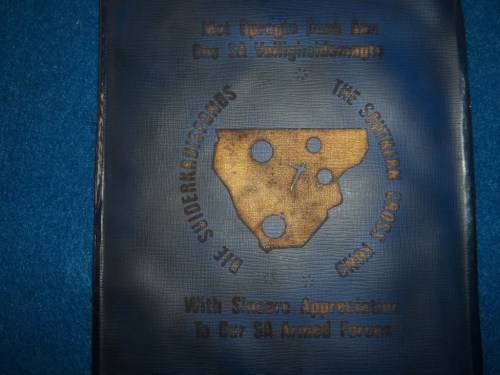 Met Opregte Dank Aan
Ons SA Veiligheidsmagte
DIE SUIDERKRUISFONDS
THE SOUTHERN CROSS FUND
With Sincere Appreciation
To Our SA Armed Forces